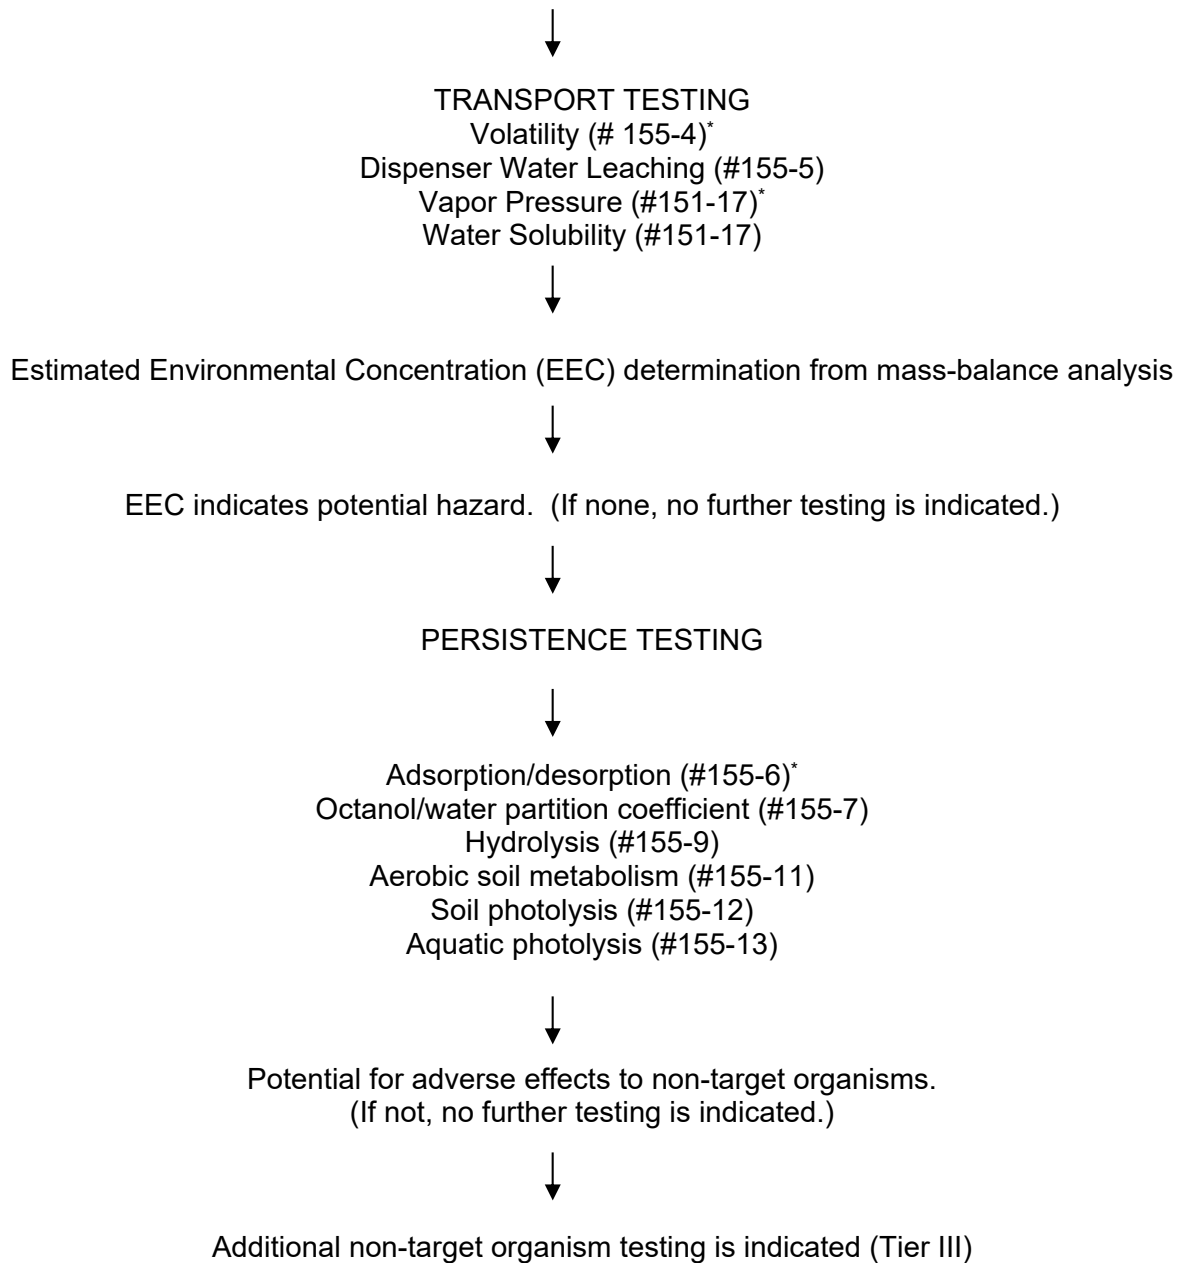 TRANSPORT TESTING
Volatility (# 155-4)*
Dispenser Water Leaching (#155-5)
Vapor Pressure (#151-17)*
Water Solubility (#151-17)
Estimated Environmental Concentration (EEC) determination from mass-balance analysis
EEC indicates potential hazard.  (If none, no further testing is indicated.)
PERSISTENCE TESTING
Adsorption/desorption (#155-6)*
Octanol/water partition coefficient (#155-7)
Hydrolysis (#155-9)
Aerobic soil metabolism (#155-11)
Soil photolysis (#155-12)
Aquatic photolysis (#155-13)
Potential for adverse effects to non-target organisms.
(If not, no further testing is indicated.)
Additional non-target organism testing is indicated (Tier III)